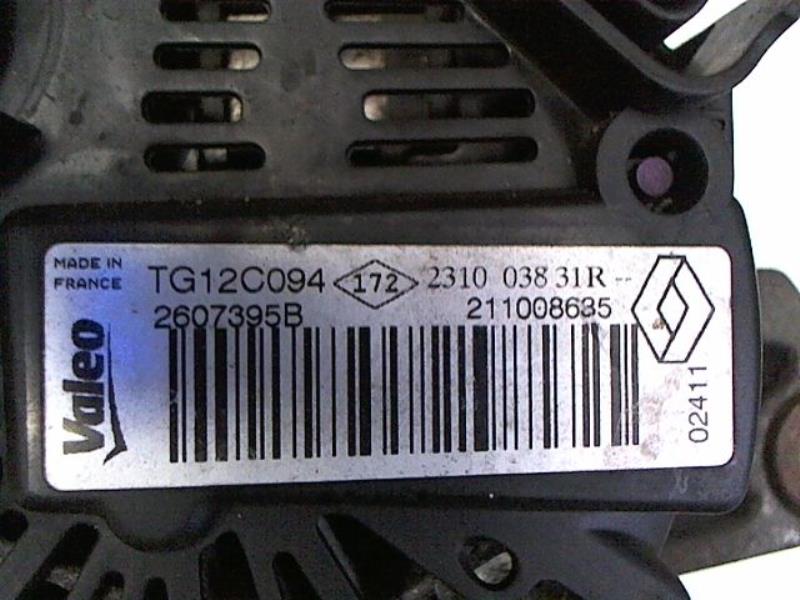 MADE IN
FRANCE
TG12C094 172 2310 038 31R --
2607395B 211008635
Valeo
02411